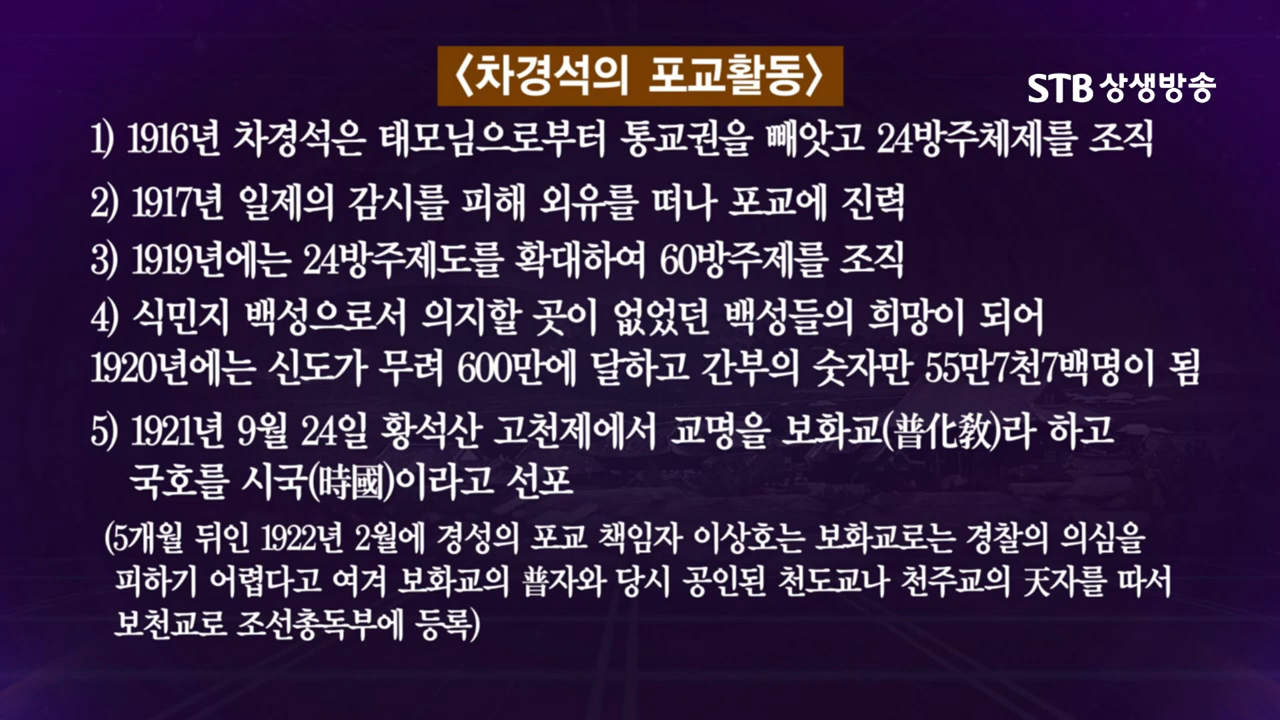 <차경석의 포교활동>
STB 상생방송
1) 1916년 차경석은 태모님으로부터 통교권을 빼앗고 24방주체제를 조직
2) 1917년 일제의 감시를 피해 외유를 떠나 포교에 진력
3) 1919년에는 24방주제도를 확대하여 60방주제를 조직
4) 식민지 백성으로서 의지할 곳이 없었던 백성들의 희망이 되어
1920년에는 신도가 무려 600만에 달하고 간부의 숫자만 55만7천7백명이 됨
5) 1921년 9월 24일 황석산 고천제에서 교명을 보화교(普化敎)라 하고
국호를 시국(時國)이라고 선포
(5개월 뒤인 1922년 2월에 경성의 포교 책임자 이상호는 보화교로는 경찰의 의심을
피하기 어렵다고 여겨 보화교의 普자와 당시 공인된 천도교나 천주교의 天자를 따서
보천교로 조선총독부에 등록)